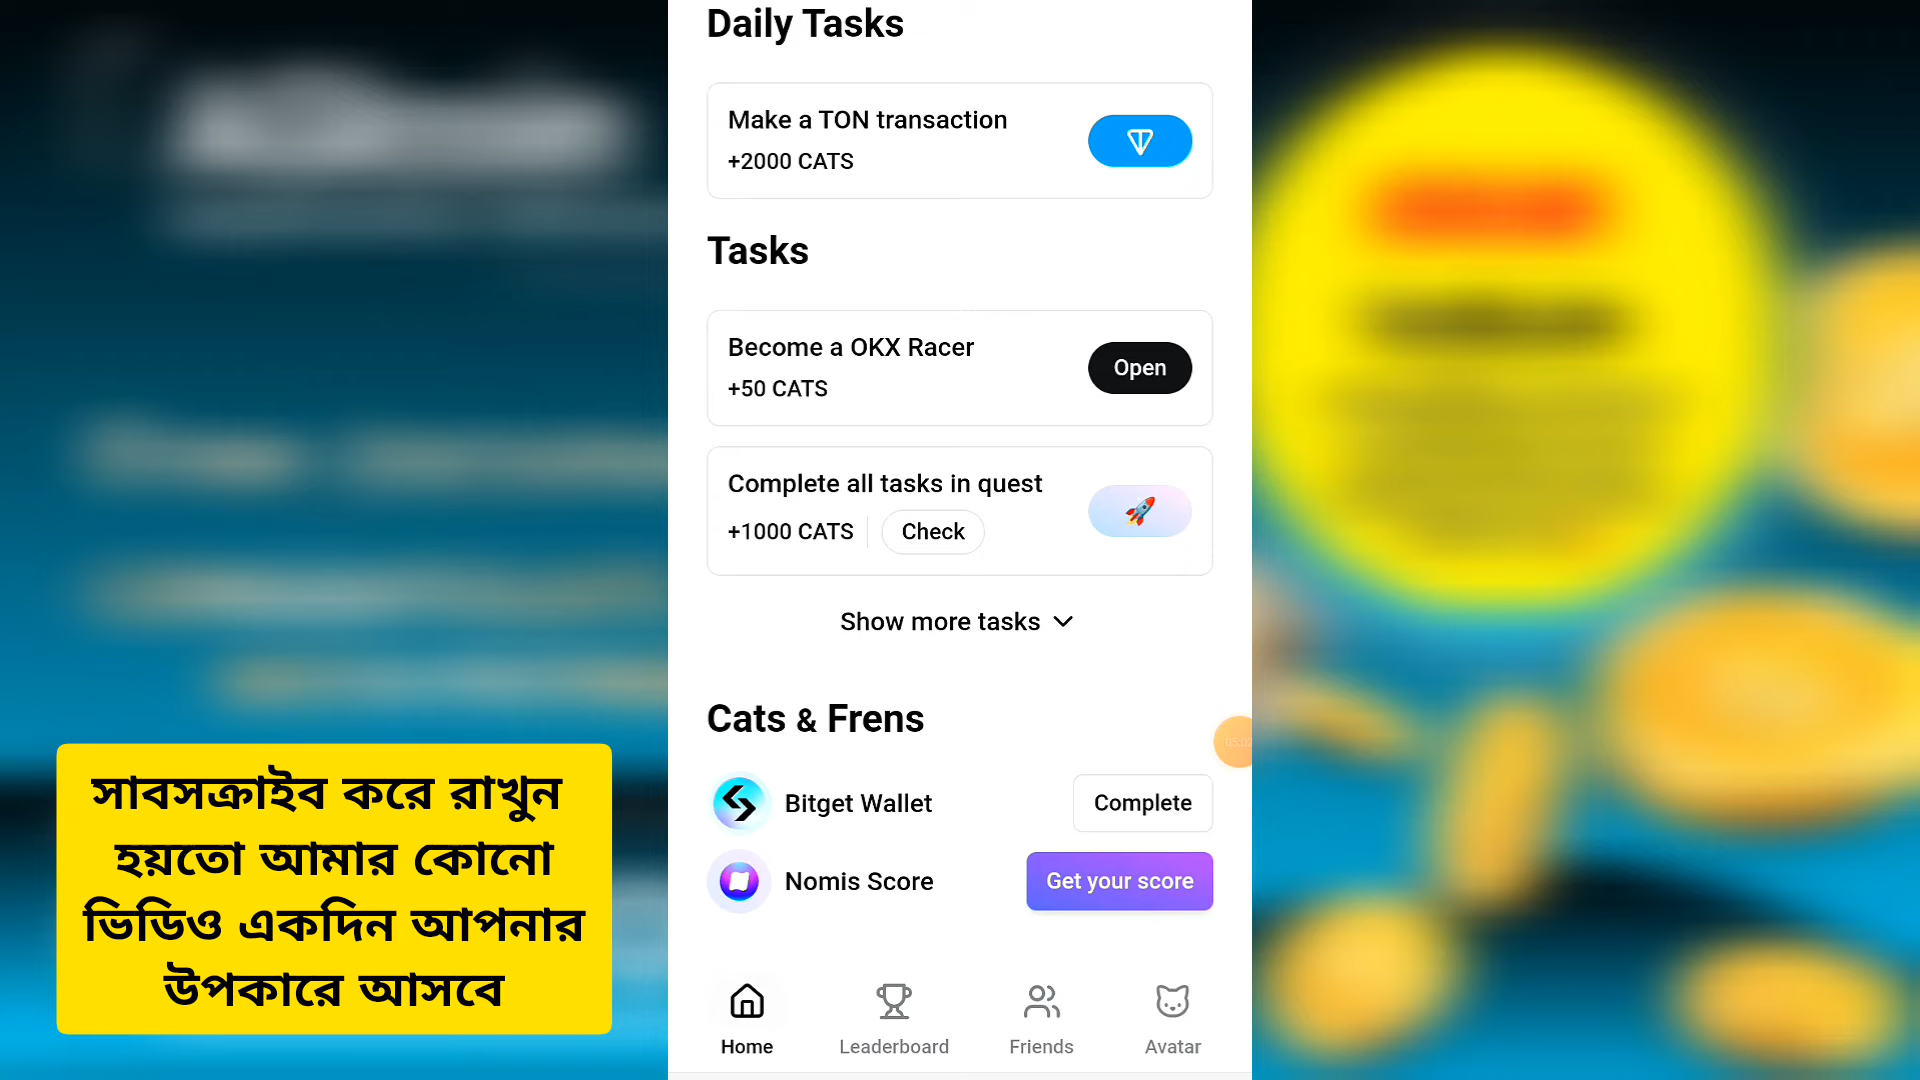 Daily Tasks
Make a TON transaction
+2000 CATS
Tasks
Become a OKX Racer
+50 CATS
Open
Complete all tasks in quest
+1000 CATS
Check
Show more tasks
Cats & Frens
Bitget Wallet
Complete
Nomis Score
Get your score
Home
Leaderboard
Friends
Avatar
সাবসক্রাইব করে রাখুন
হয়তো আমার কোনো
ভিডিও একদিন আপনার
উপকারে আসবে